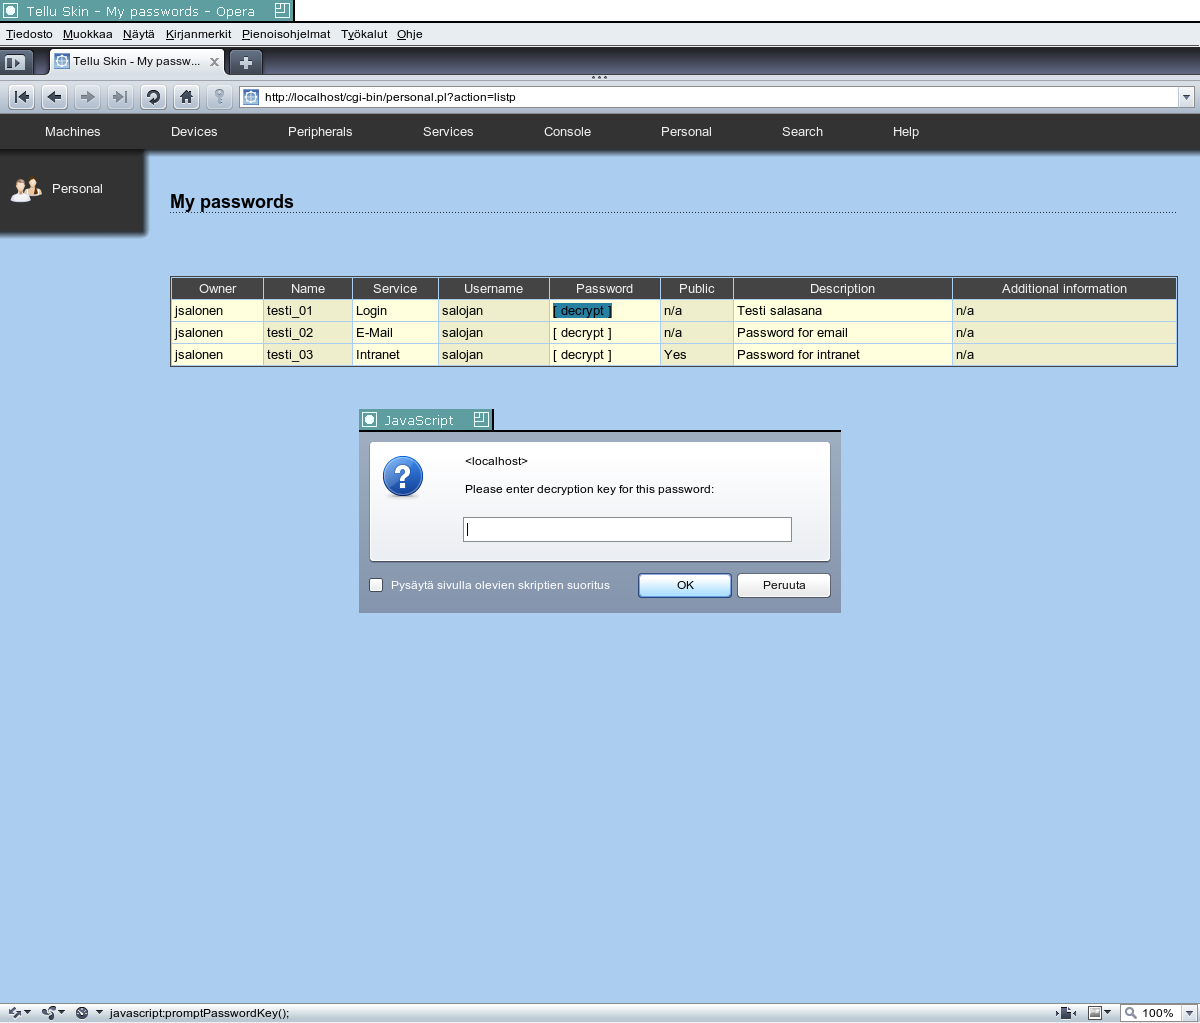 Tellu Skin - My passwords - Opera
Tiedosto Muokkaa Näytä Kirjanmerkit Pienoisohjelmat Työkalut Ohje
Tellu Skin - My passw...
http://localhost/cgi-bin/personal.pl?action=listp
Machines Devices Peripherals Services Console Personal Search Help
Personal
My passwords
Owner Name Service Username Password Public Description Additional information
jsalonen testi_01 Login salojan [ decrypt ] n/a Testi salasana n/a
jsalonen testi_02 E-Mail salojan [ decrypt ] n/a Password for email n/a
jsalonen testi_03 Intranet salojan [ decrypt ] Yes Password for intranet n/a
JavaScript
<localhost>
Please enter decryption key for this password:
Pysäytä sivulla olevien skriptien suoritus OK Peruuta
javascript:promptPasswordKey(); 100%